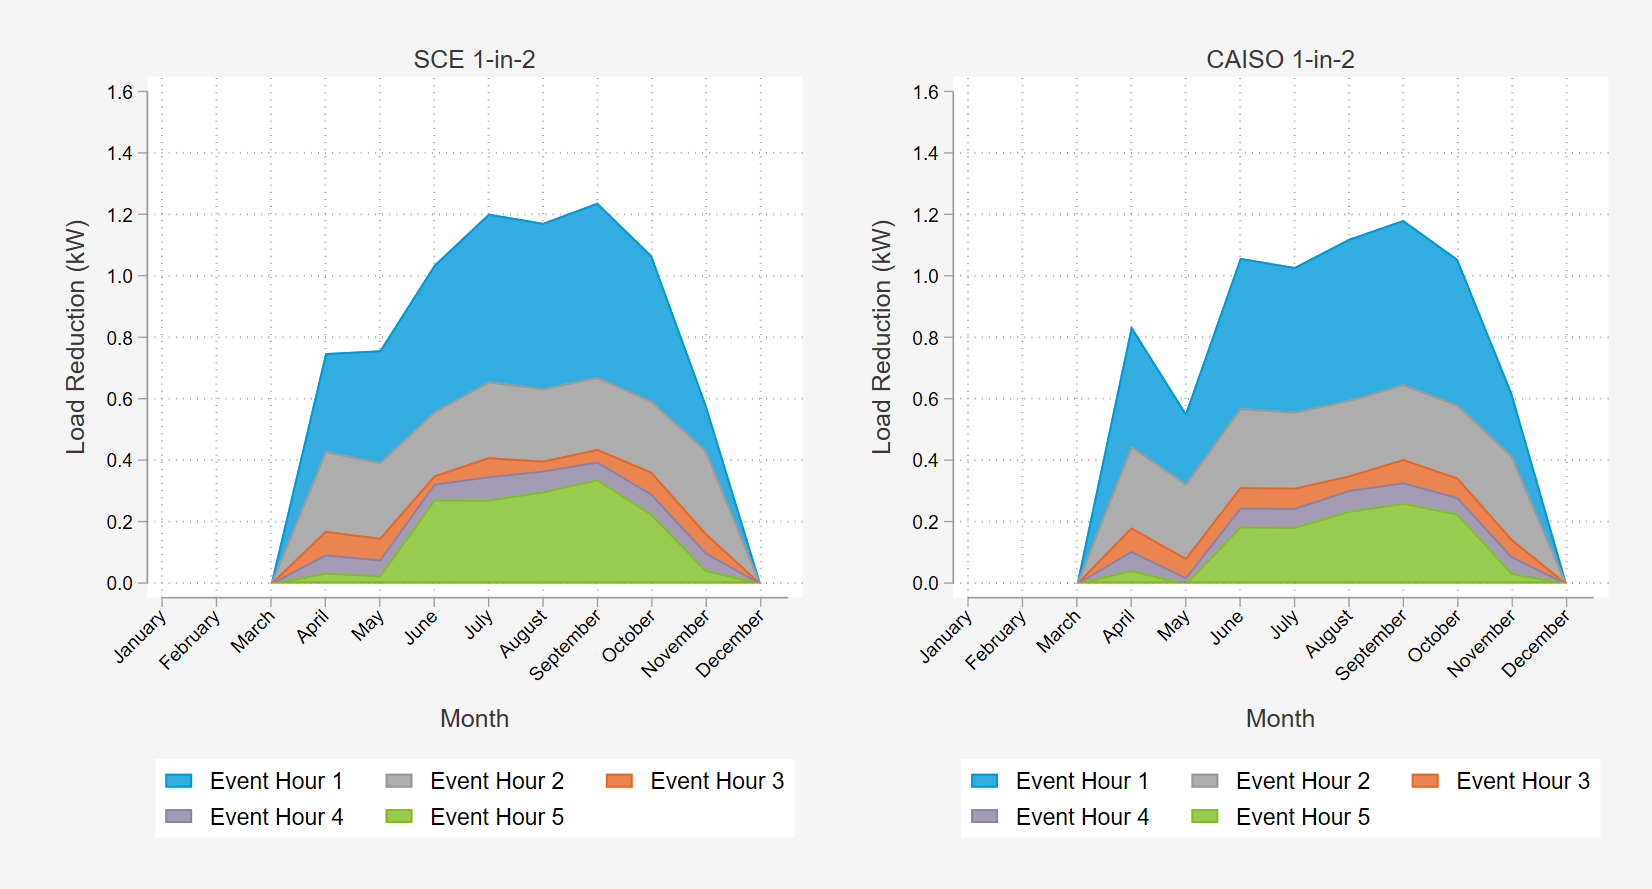 SCE 1-in-2
Load Reduction (kW)
1.6
1.4
1.2
1.0
0.8
0.6
0.4
0.2
0.0
January
February
March
April
May
June
July
August
September
October
November
December
Month
Event Hour 1
Event Hour 2
Event Hour 3
Event Hour 4
Event Hour 5
CAISO 1-in-2
Load Reduction (kW)
1.6
1.4
1.2
1.0
0.8
0.6
0.4
0.2
0.0
January
February
March
April
May
June
July
August
September
October
November
December
Month
Event Hour 1
Event Hour 2
Event Hour 3
Event Hour 4
Event Hour 5